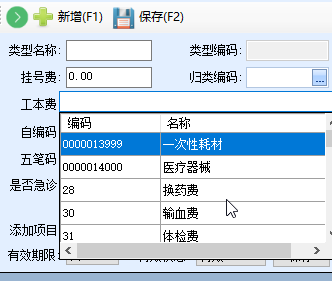 新增(F1) 保存(F2)
类型名称: 类型编码:
挂号费: 0.00 归类编码: ...
工本费
编码 名称
自编码 0000013999 一次性耗材
五笔码 0000014000 医疗器械
是否急诊 28 换药费
30 输血费
添加项目 31 体检费
有效期限: